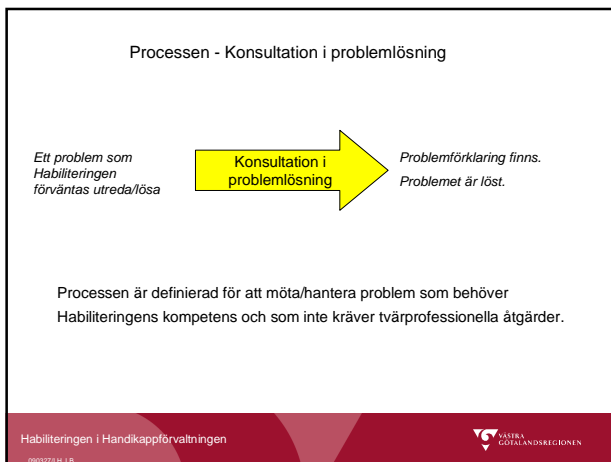 Processen - Konsultation i problemlösning
Ett problem som
Habiliteringen
förväntas utreda/lösa
Konsultation i
problemlösning
Problemförklaring finns.
Problemet är löst.
Processen är definierad för att möta/hantera problem som behöver
Habiliteringens kompetens och som inte kräver tvärprofessionella åtgärder.
Habiliteringen i Handikappförvaltningen
VÄSTRA
GÖTALANDSREGIONEN